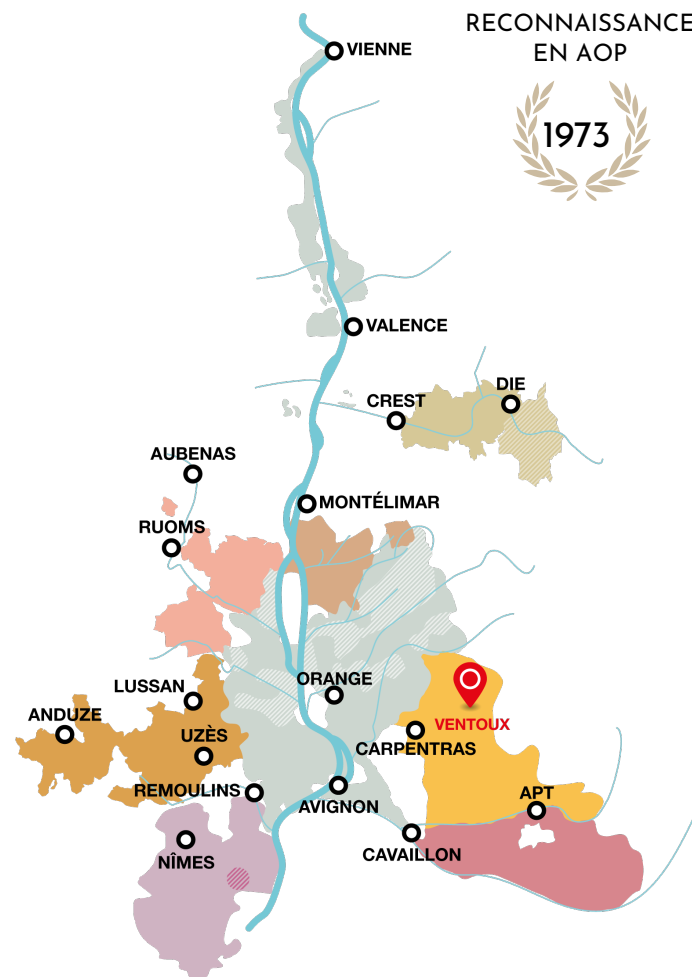 RECONNAISSANCE
EN AOP
1973
VIENNE
VALENCE
DIE
CREST
AUBENAS
MONTÉLIMAR
RUOMS
ORANGE
LUSSAN
ANDUZE
VENTOUX
UZÈS
CARPENTRAS
REMOULINS
AVIGNON
APT
NÎMES
CAVAILLON